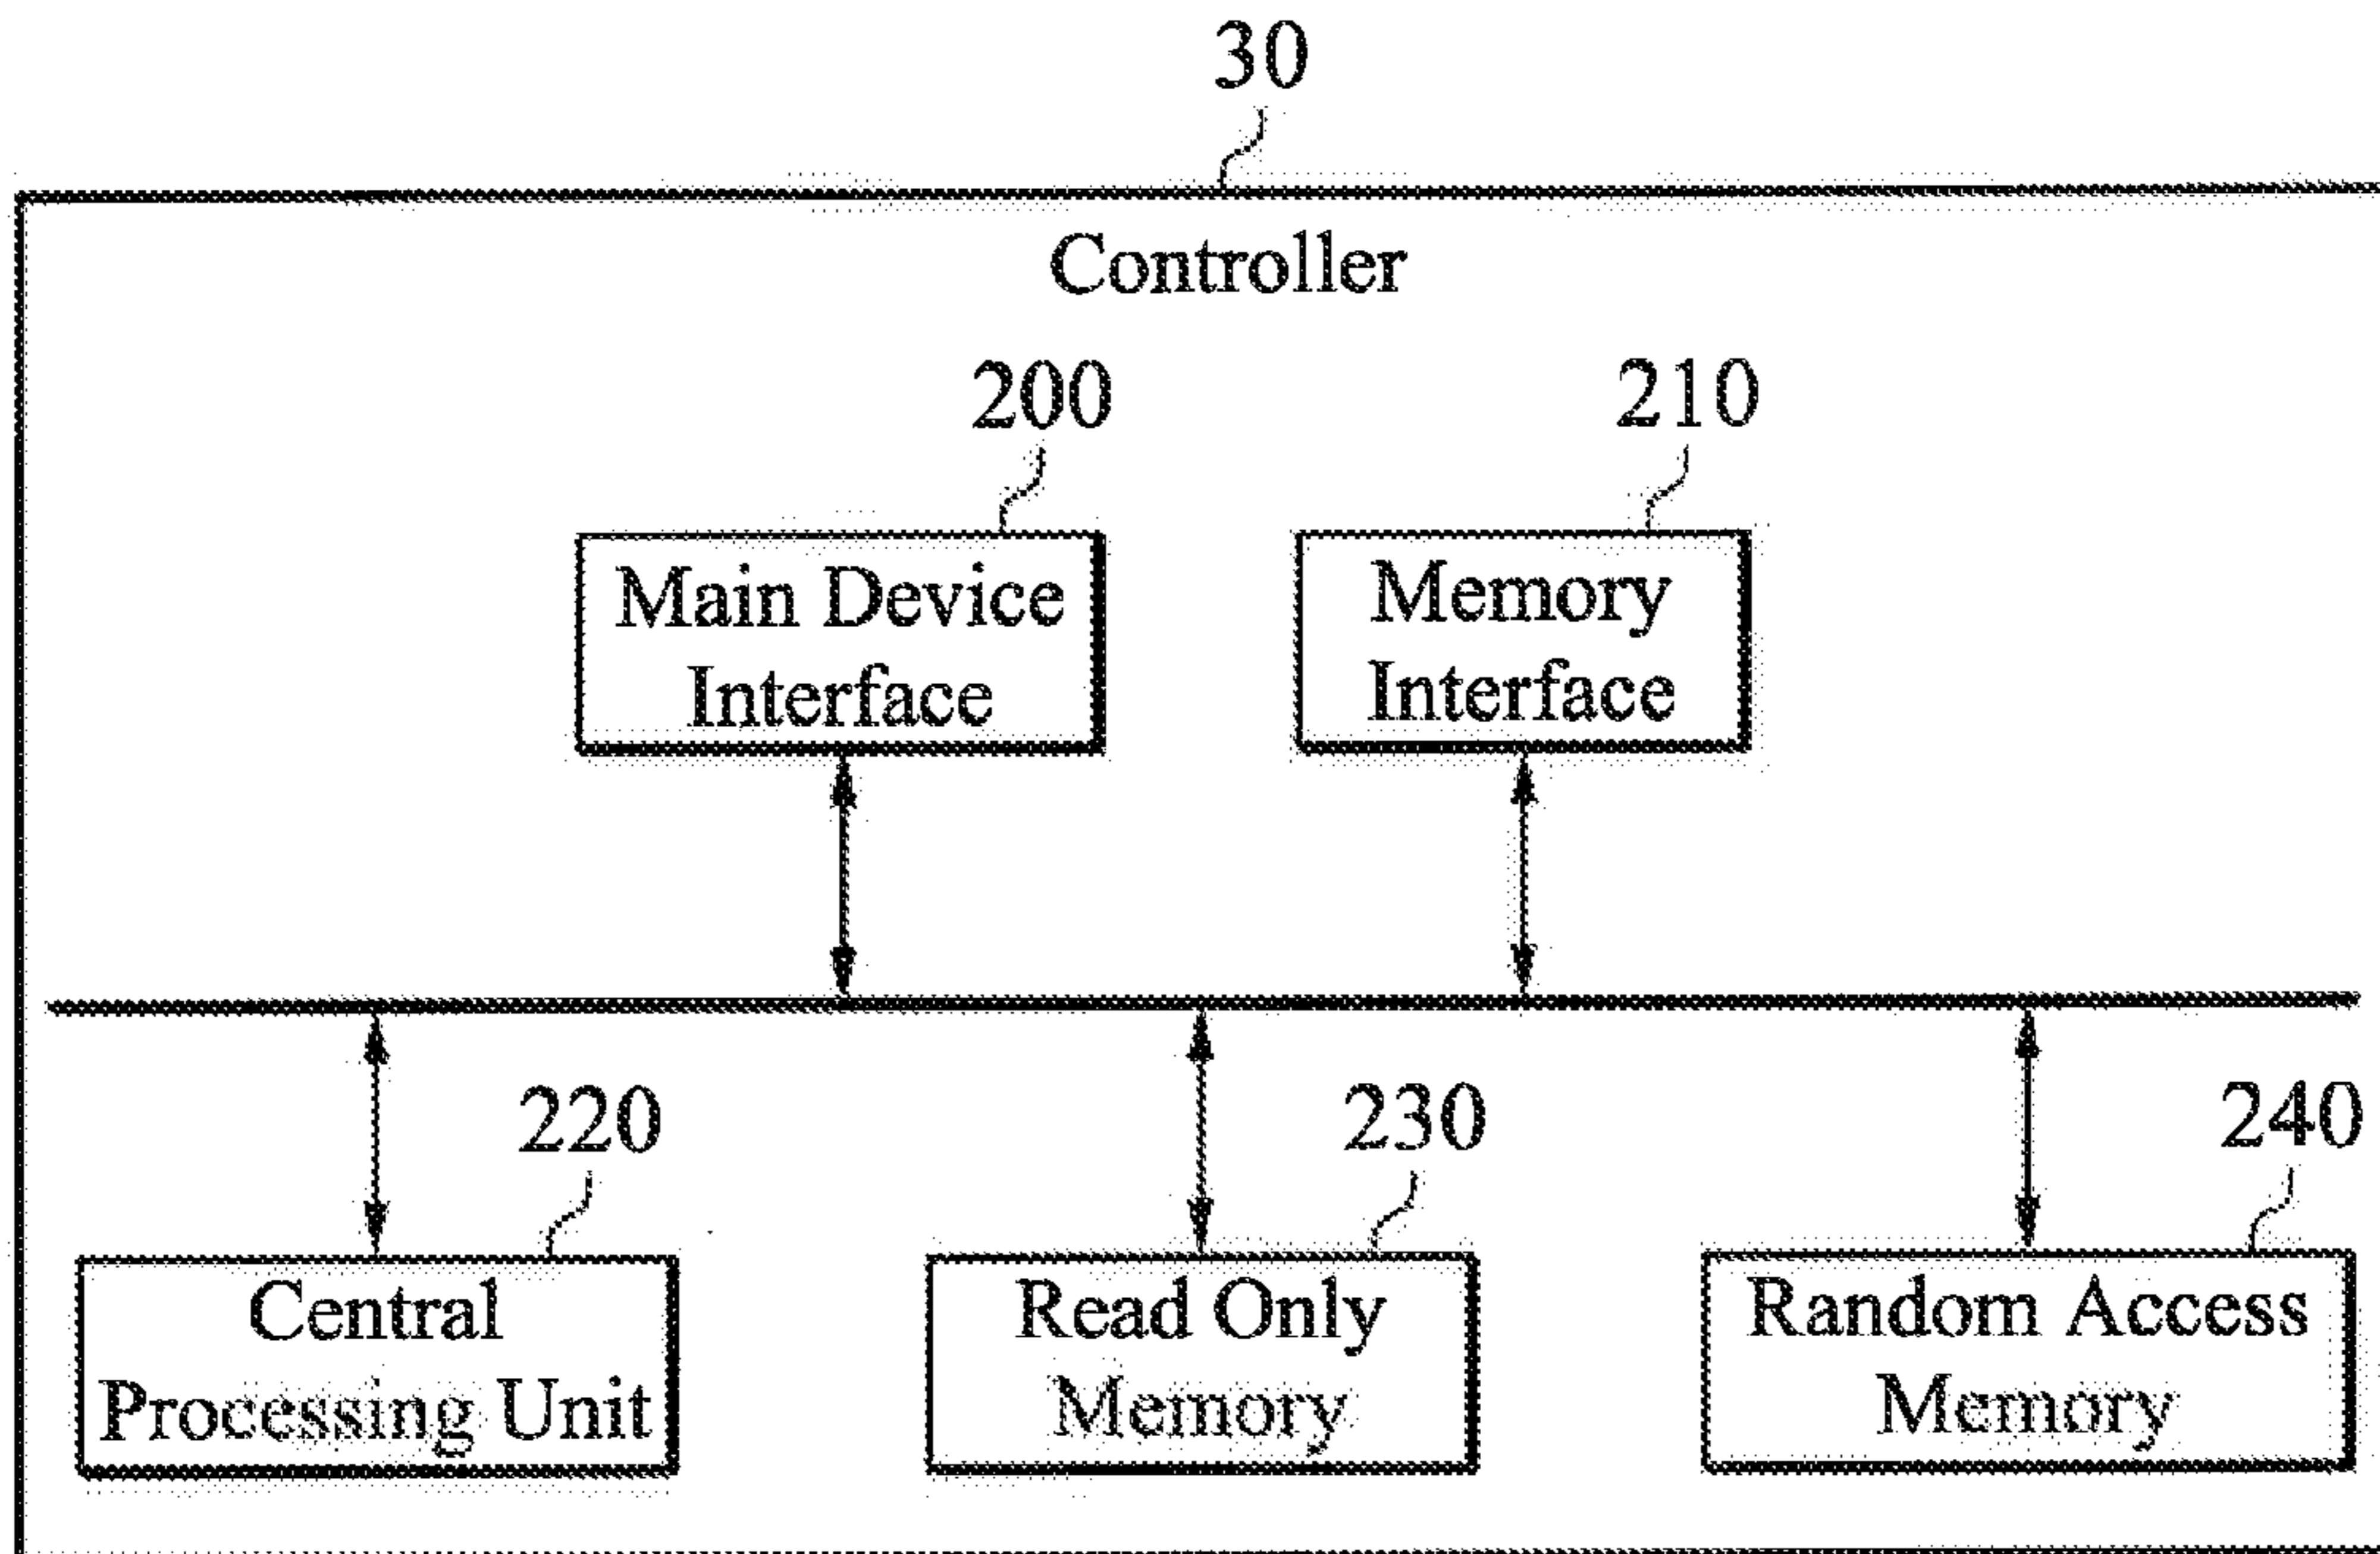 30
Controller
200
210
Main Device
Interface
Memory
Interface
220
230
240
Central
Processing Unit
Read Only
Memory
Random Access
Memory